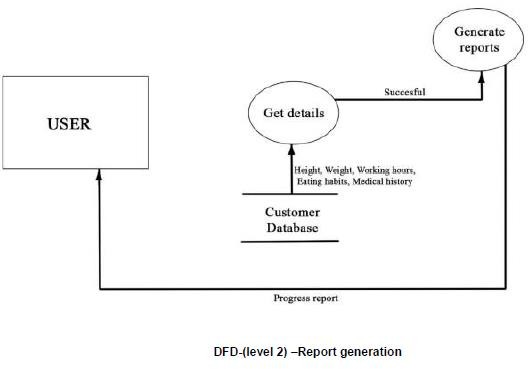 Generate
reports
Succesful
USER
Get details
Height, Weight, Working hours,
Eating habits, Medical history
Customer
Database
Progress report
DFD-(level 2) –Report generation